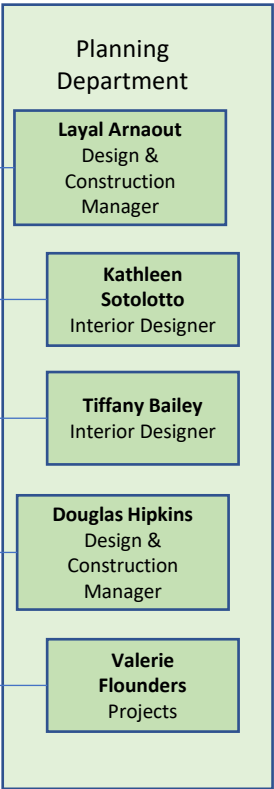 Planning
Department
Layal Arnaout
Design &
Construction
Manager
Kathleen
Sotolotto
Interior Designer
Tiffany Bailey
Interior Designer
Douglas Hipkins
Design &
Construction
Manager
Valerie
Flounders
Projects